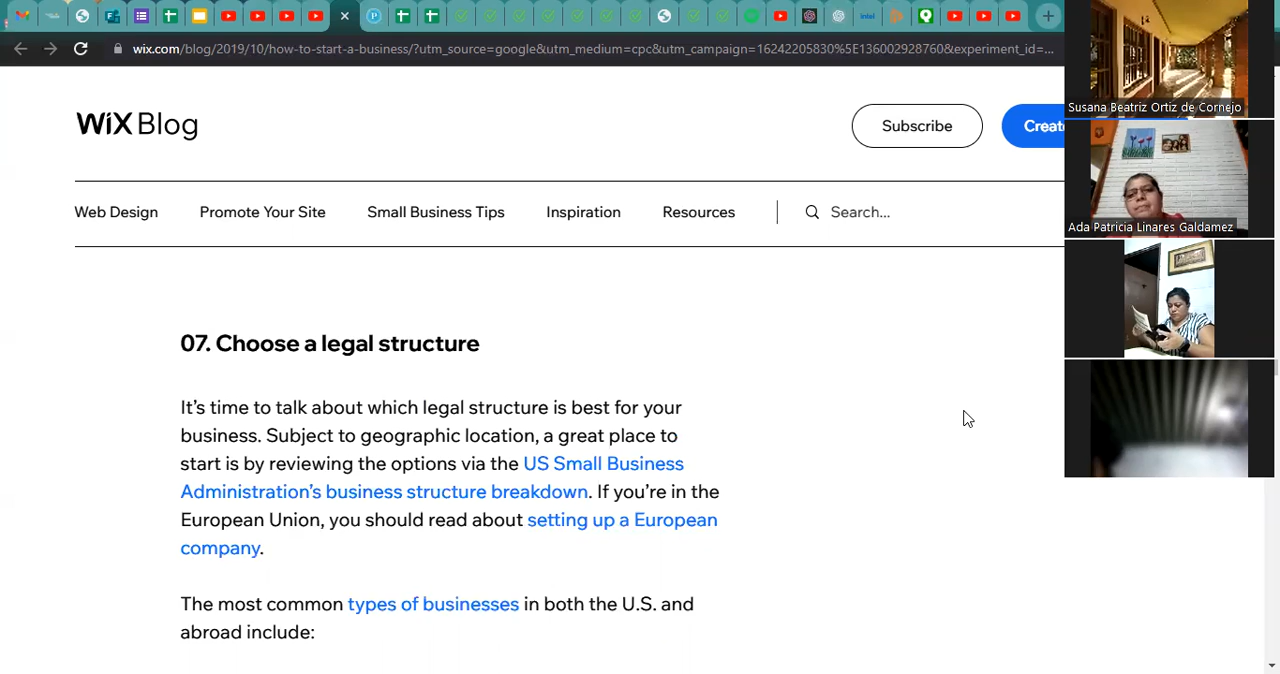 wix.com/blog/2019/10/how-to-start-a-business/?utm_source=google&utm_medium=cpc&utm_campaign=16242205830%5E136002928760&experiment_id=...
WiX Blog
Subscribe
Create
Web Design
Promote Your Site
Small Business Tips
Inspiration
Resources
Search...
07. Choose a legal structure
It's time to talk about which legal structure is best for your
business. Subject to geographic location, a great place to
start is by reviewing the options via the US Small Business
Administration's business structure breakdown. If you're in the
European Union, you should read about setting up a European
company.
The most common types of businesses in both the U.S. and
abroad include:
Susana Beatriz Ortiz de Cornejo
Ada Patricia Linares Galdamez